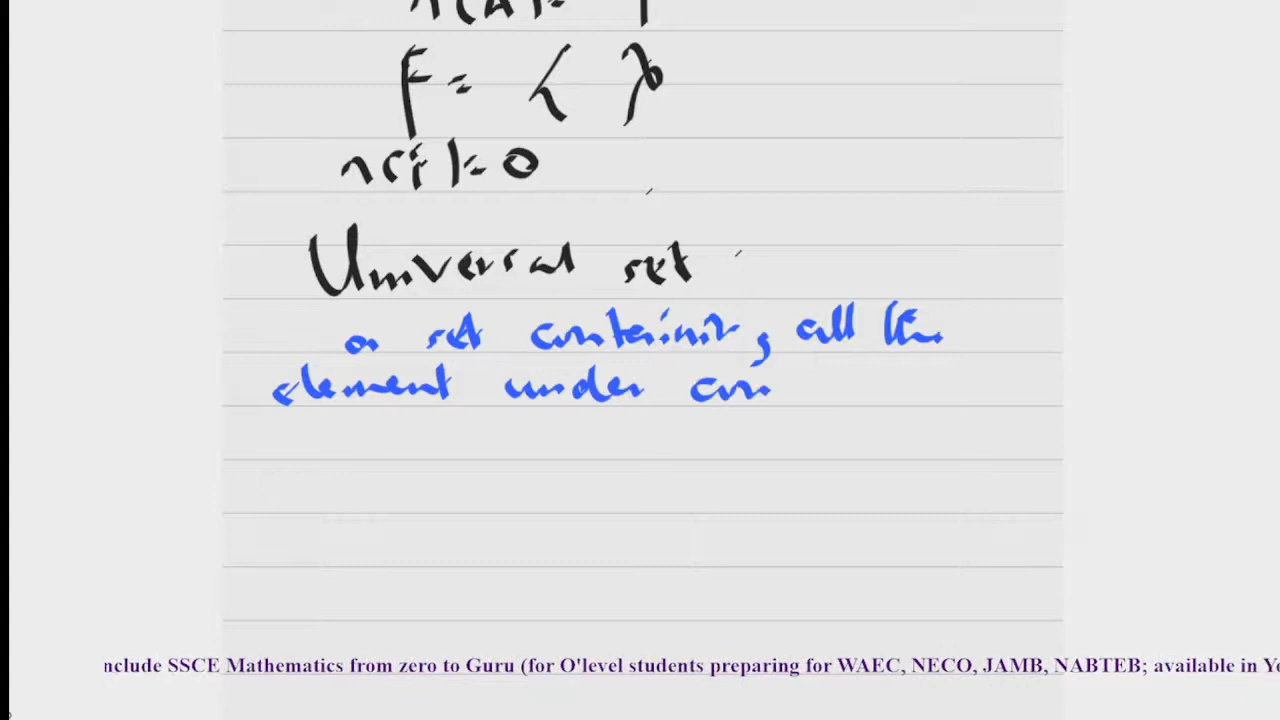 F = { }
n(F) = 0
Universal set
a set containing all the
element under con
nclude SSCE Mathematics from zero to Guru (for O'level students preparing for WAEC, NECO, JAMB, NABTEB; available in Yo